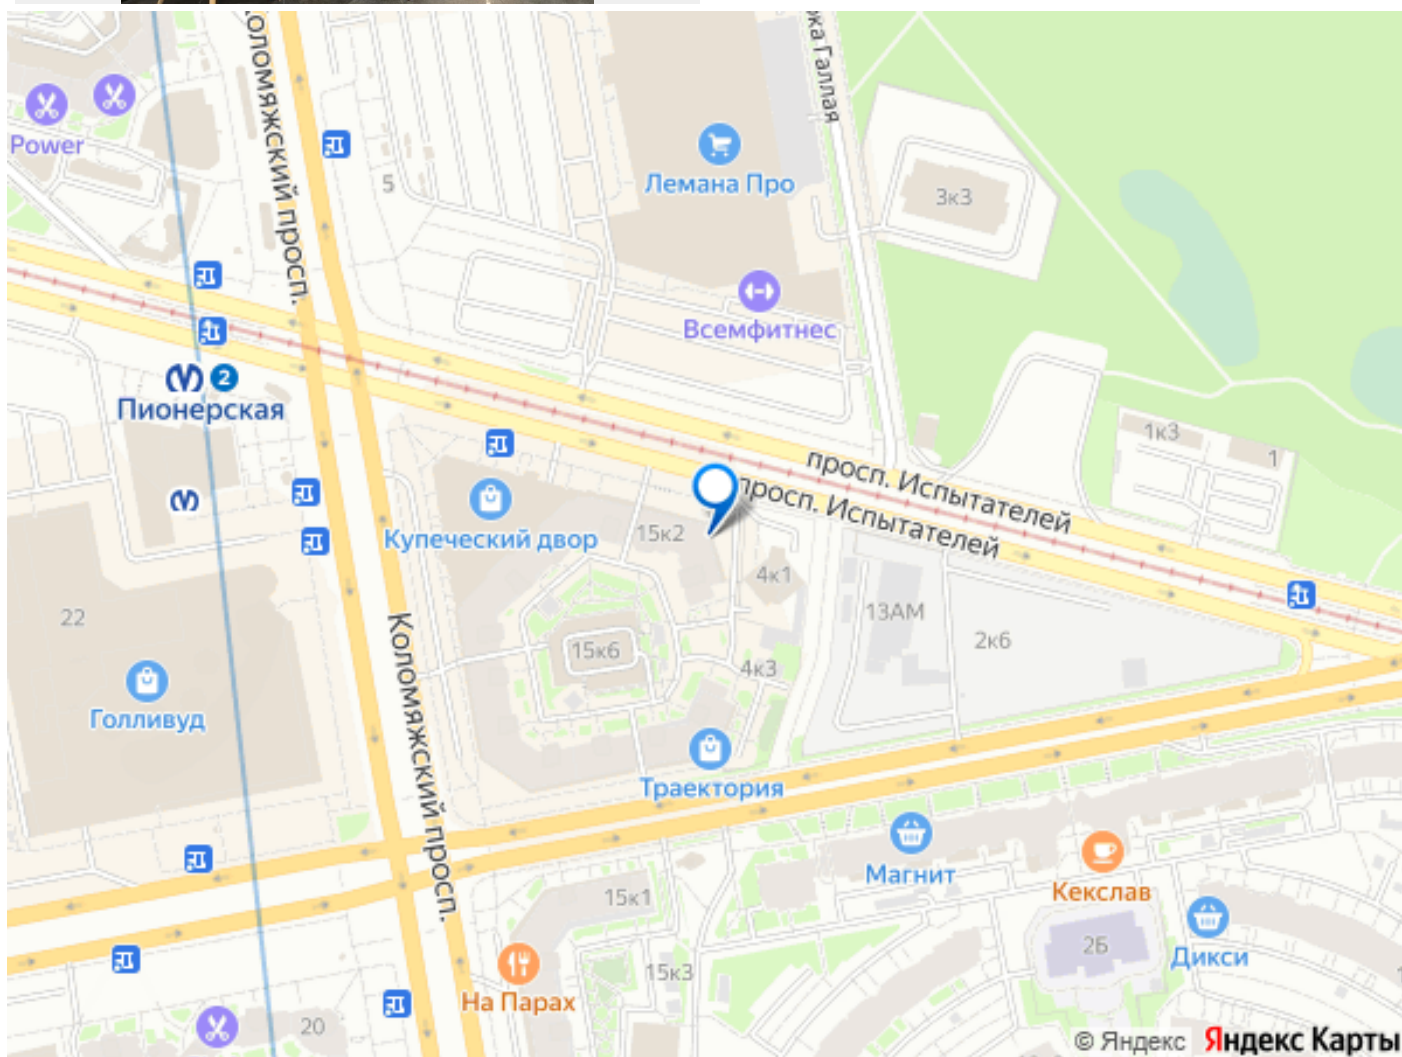 Коломяжский просп.
ка Галлая
Power
5
Лемана Про
3к3
Всемфитнес
2
Пионерская
1к3
1
просп. Испытателей
просп. Испытателей
Купеческий двор
15к2
4к1
22
13АМ
2к6
15к6
4к3
Голливуд
Коломяжский просп.
Траектория
Магнит
Кекслав
15к1
2Б
Дикси
15к3
На Парах
20
© Яндекс Яндекс Карты